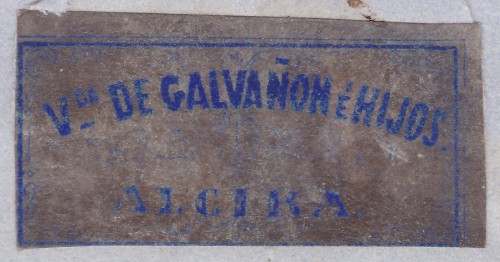 Vda DE GALVAÑON É HIJOS.
ALCIRA.